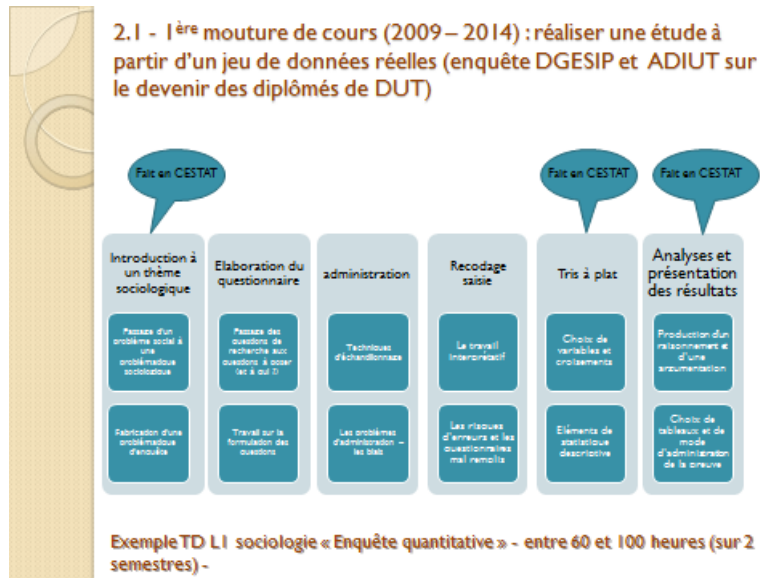 2.1 - 1ère mouture de cours (2009 – 2014) : réaliser une étude à
partir d'un jeu de données réelles (enquête DGESIP et ADIUT sur
le devenir des diplômés de DUT)
Fait en CESTAT
Fait en CESTAT
Fait en CESTAT
Introduction à
un thème
sociologique
Passage d'un
problème social à
une
problématique
sociologique
Fabrication d'une
problématique
d'enquête
Elaboration du
questionnaire
Passage des
questions de
recherche aux
questions à poser
(et à qui ?)
Travail sur la
formulation des
questions
administration
Techniques
d'échantillonnage
Les problèmes
d'administration –
les biais
Recodage
saisie
Le travail
interprétatif
Les risques
d'erreurs et les
questionnaires
mal remplis
Tris à plat
Choix de
variables et
croisements
Eléments de
statistique
descriptive
Analyses et
présentation
des résultats
Production d'un
raisonnement et
d'une
argumentation
Choix de
tableaux et de
mode
d'administration
de la preuve
Exemple TD L1 sociologie « Enquête quantitative » - entre 60 et 100 heures (sur 2
semestres) -